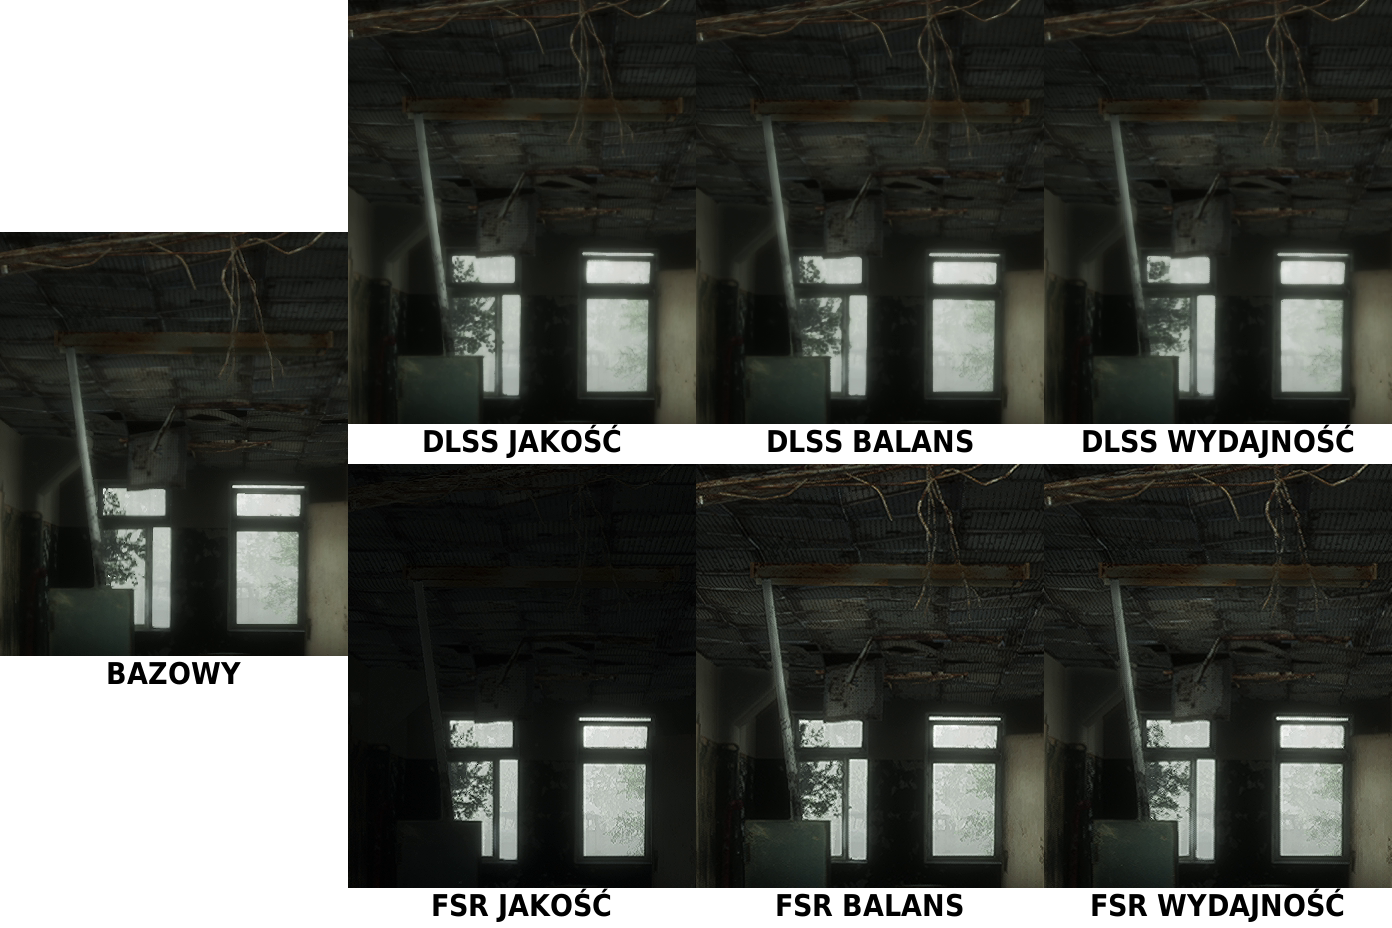 DLSS JAKOŚĆ
DLSS BALANS
DLSS WYDAJNOŚĆ
BAZOWY
FSR JAKOŚĆ
FSR BALANS
FSR WYDAJNOŚĆ